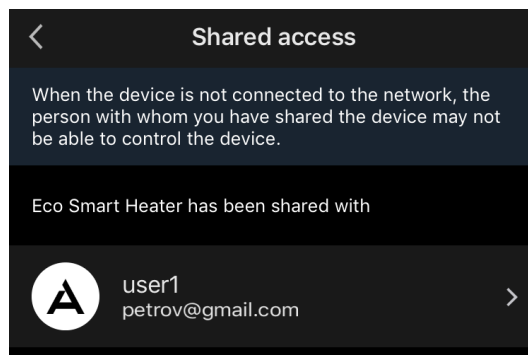 Shared access
When the device is not connected to the network, the
person with whom you have shared the device may not
be able to control the device.
Eco Smart Heater has been shared with
user1
petrov@gmail.com